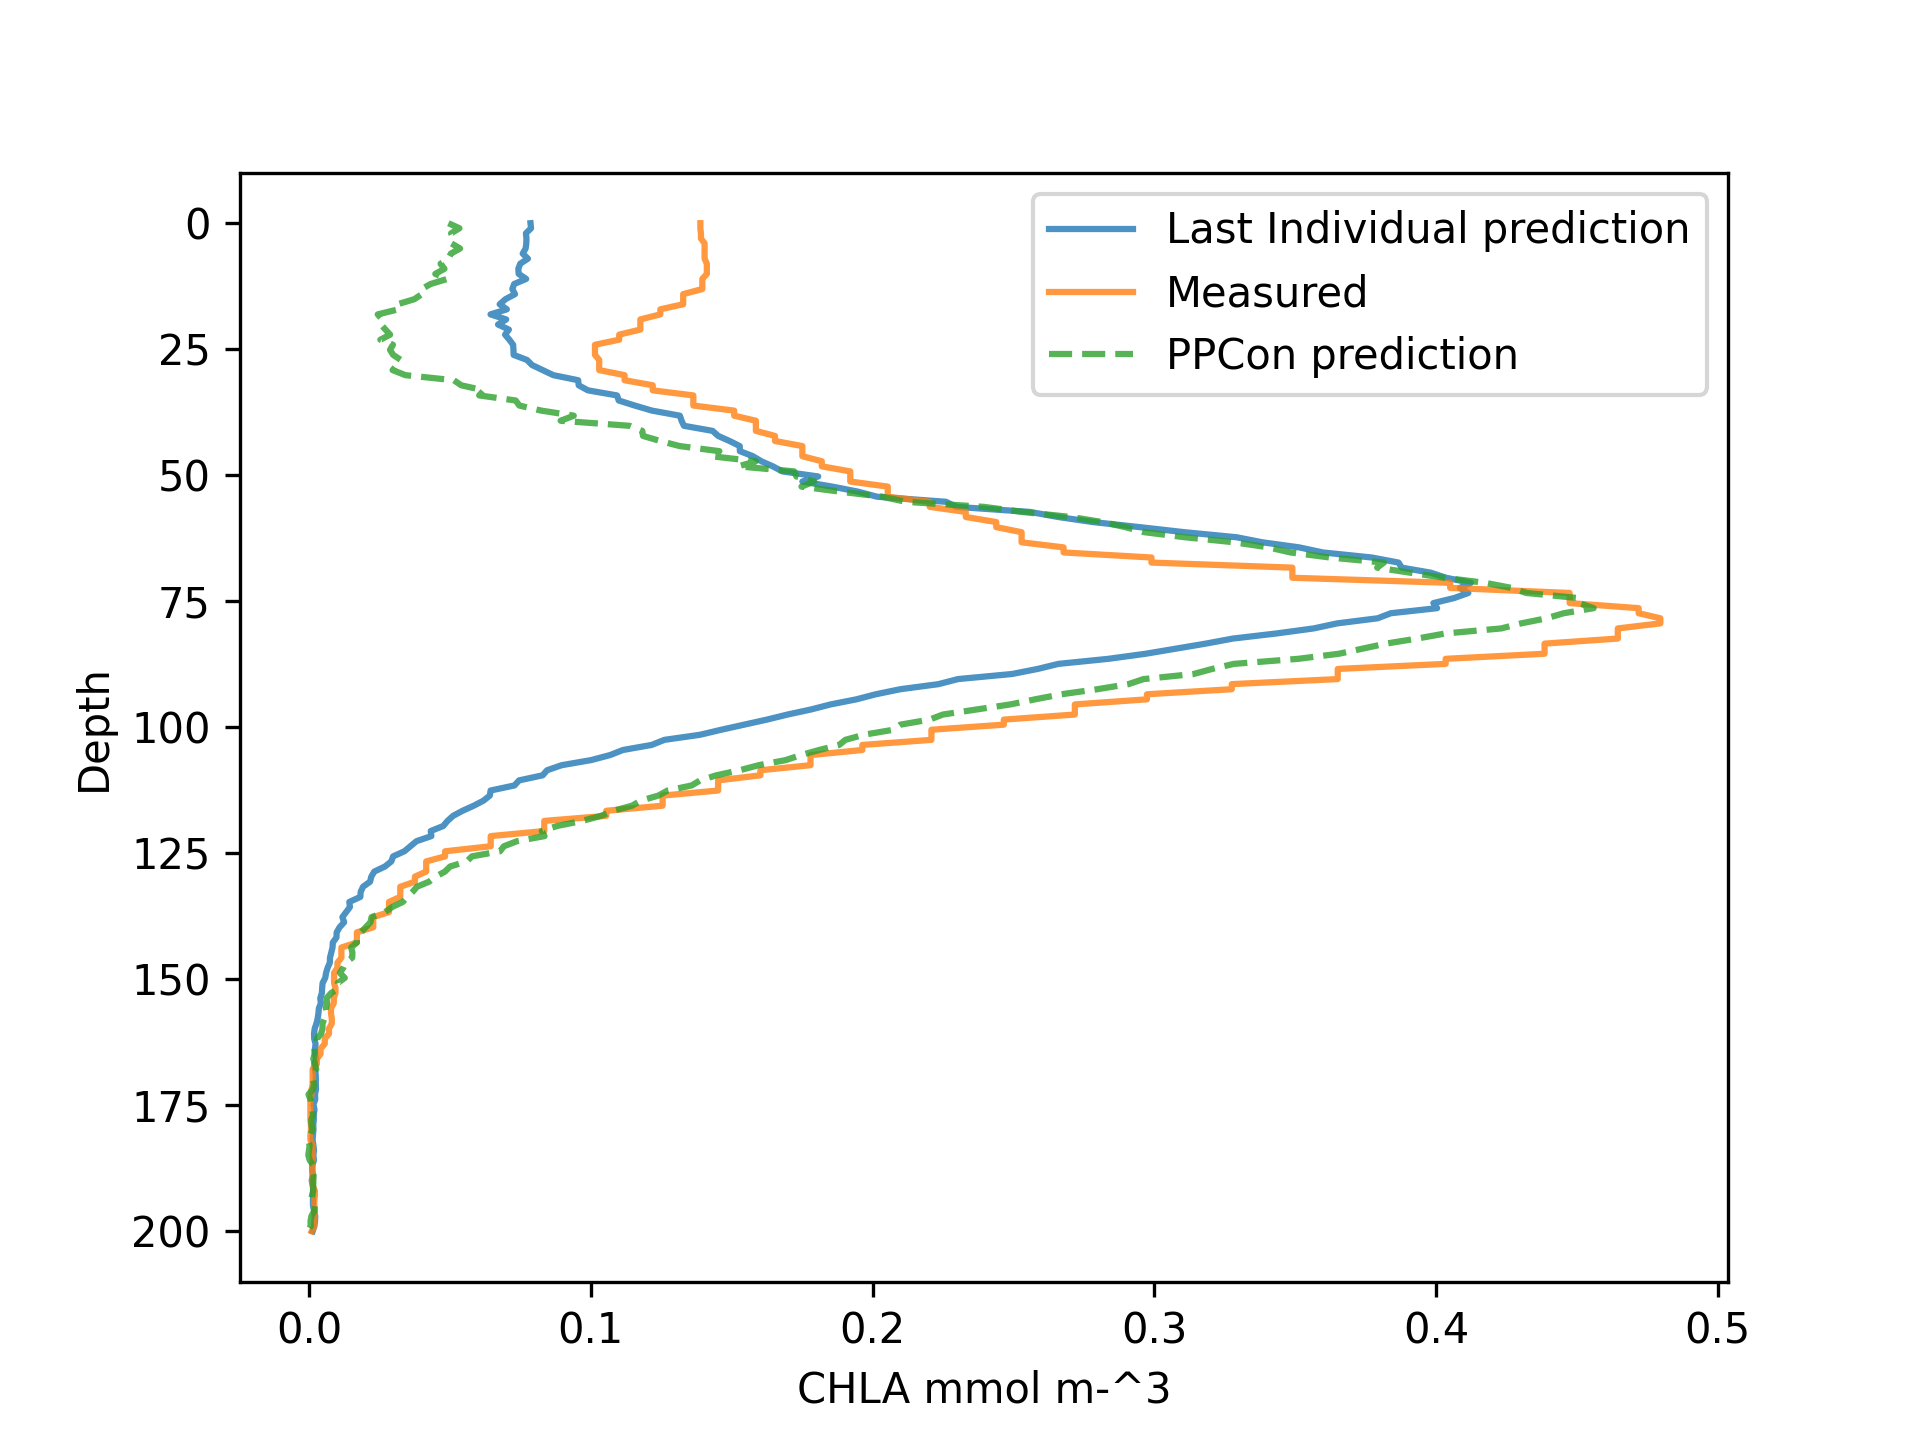 Last Individual prediction
Measured
PPCon prediction
0
25
50
75
100
125
150
175
200
Depth
0.0 0.1 0.2 0.3 0.4 0.5
CHLA mmol m-^3